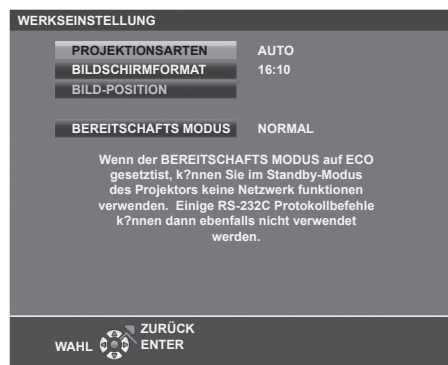 WERKSEINSTELLUNG
PROJEKTIONSARTEN AUTO
BILDSCHIRMFORMAT 16:10
BILD-POSITION
BEREITSCHAFTS MODUS NORMAL
Wenn der BEREITSCHAFTS MODUS auf ECO
gesetztist, k?nnen Sie im Standby-Modus
des Projektors keine Netzwerk funktionen
verwenden. Einige RS-232C Protokollbefehle
k?nnen dann ebenfalls nicht verwendet
werden.
ZURÜCK
WAHL ENTER